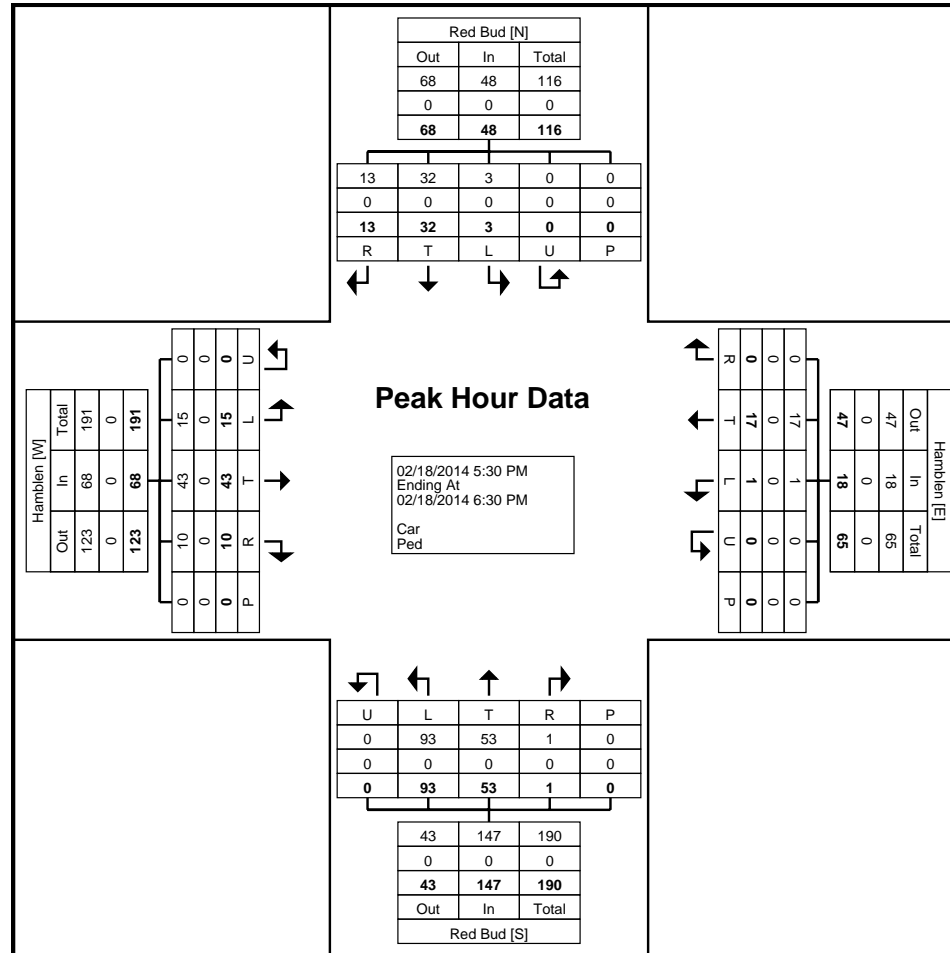 Red Bud [N]
Out In Total
68 48 116
0 0 0
68 48 116
13 32 3 0 0
0 0 0 0 0
13 32 3 0 0
R T L U P
Hamblen [W]
Total In Out
191 68 123
0 0 0
191 68 123
0 15 43 10 0
0 0 0 0 0
0 15 43 10 0
U L T R P
Peak Hour Data
02/18/2014 5:30 PM
Ending At
02/18/2014 6:30 PM
Car
Ped
R T L U P
0 17 1 0 0
0 0 0 0 0
0 17 1 0 0
47 18 65
0 0 0
47 18 65
Out In Total
Hamblen [E]
U L T R P
0 93 53 1 0
0 0 0 0 0
0 93 53 1 0
43 147 190
0 0 0
43 147 190
Out In Total
Red Bud [S]